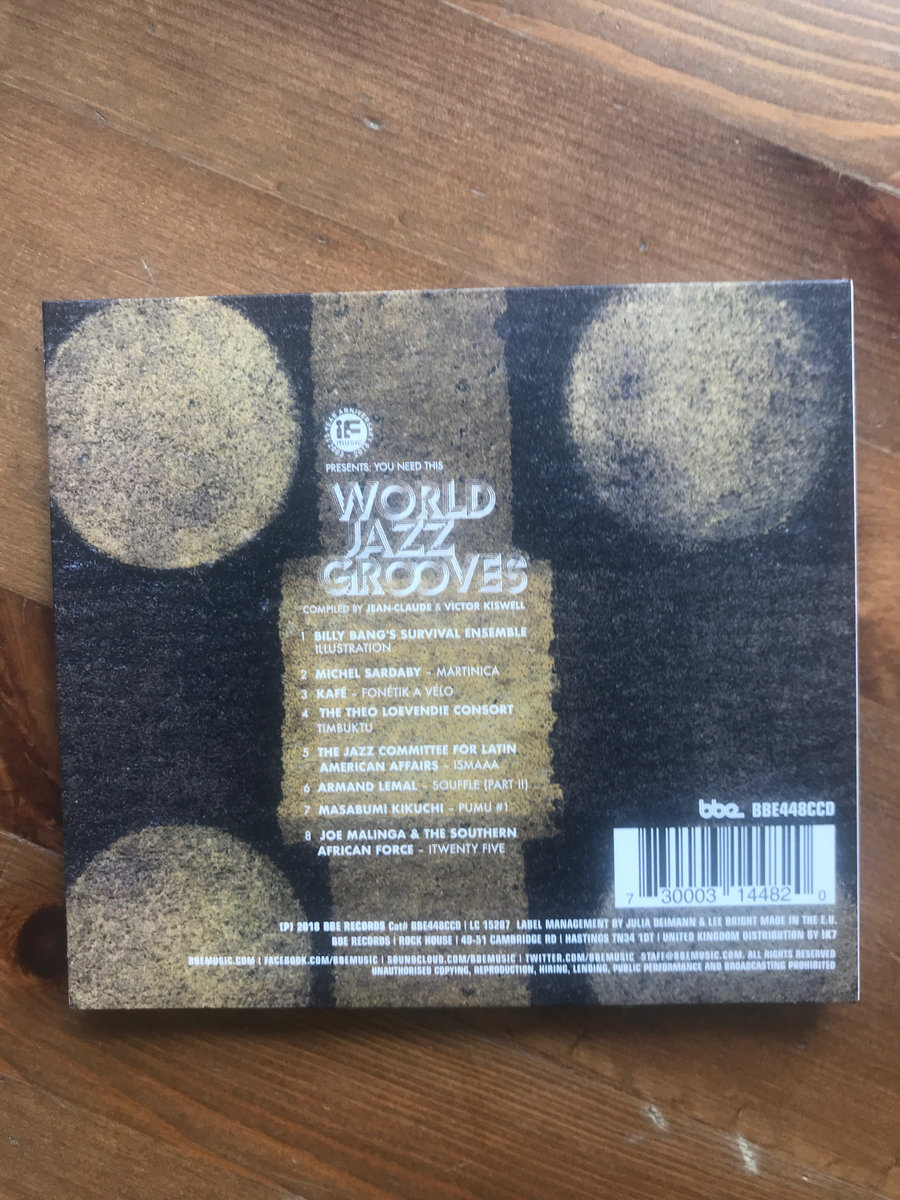 iF
music
PRESENTS: YOU NEED THIS
WORLD
JAZZ
GROOVES
COMPILED BY JEAN-CLAUDE & VICTOR KISWELL
1 BILLY BANG'S SURVIVAL ENSEMBLE
ILLUSTRATION
2 MICHEL SARDABY – MARTINICA
3 KAFÉ – FONÉTIK A VÉLO
4 THE THEO LOEVENDIE CONSORT
TIMBUKTU
5 THE JAZZ COMMITTEE FOR LATIN
AMERICAN AFFAIRS – ISMAAA
6 ARMAND LEMAL – SOUFFLE (PART II)
7 MASABUMI KIKUCHI – PUMU #1
8 JOE MALINGA & THE SOUTHERN
AFRICAN FORCE – ITWENTY FIVE
bbe BBE448CCD
7 30003 14482 0
(P) 2018 BBE RECORDS Cat# BBE448CCD | LC 15287 LABEL MANAGEMENT BY JULIA DEIMANN & LEE BRIGHT MADE IN THE E.U.
BBE RECORDS | ROCK HOUSE | 49-51 CAMBRIDGE RD | HASTINGS TN34 1DT | UNITED KINGDOM DISTRIBUTION BY !K7
BBEMUSIC.COM | FACEBOOK.COM/BBEMUSIC | SOUNDCLOUD.COM/BBEMUSIC | TWITTER.COM/BBEMUSIC STAFF@BBEMUSIC.COM. ALL RIGHTS RESERVED
UNAUTHORISED COPYING, REPRODUCTION, HIRING, LENDING, PUBLIC PERFORMANCE AND BROADCASTING PROHIBITED